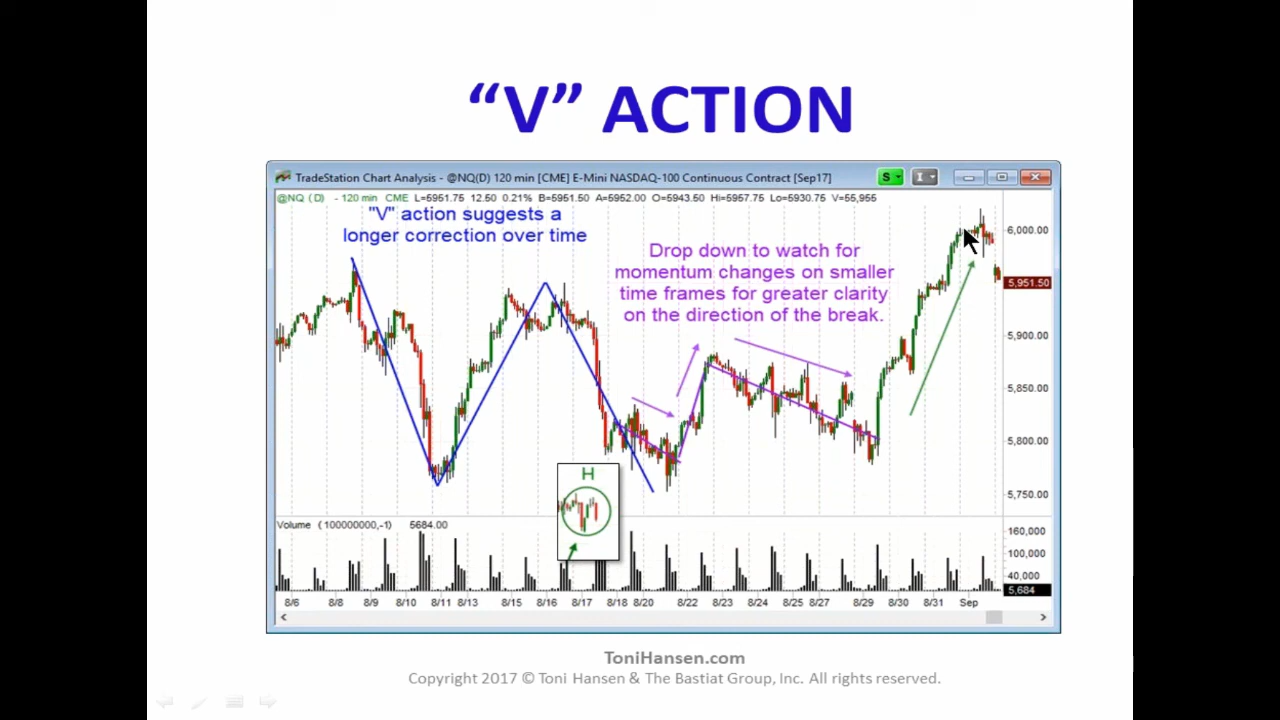 “V” ACTION
TradeStation Chart Analysis - @NQ(D) 120 min [CME] E-Mini NASDAQ-100 Continuous Contract [Sep17]
S
I
@NQ (D) - 120 min CME L=5951.75 12.50 0.21% B=5951.50 A=5952.00 O=5943.50 Hi=5957.75 Lo=5930.75 V=55,955
"V" action suggests a
longer correction over time
Drop down to watch for
momentum changes on smaller
time frames for greater clarity
on the direction of the break.
6,000.00
5,951.50
5,900.00
5,850.00
5,800.00
5,750.00
H
Volume (100000000,-1) 5684.00
160,000
100,000
40,000
5,684
8/6 8/8 8/9 8/10 8/11 8/13 8/15 8/16 8/17 8/18 8/20 8/22 8/23 8/24 8/25 8/27 8/29 8/30 8/31 Sep
ToniHansen.com
Copyright 2017 © Toni Hansen & The Bastiat Group, Inc. All rights reserved.